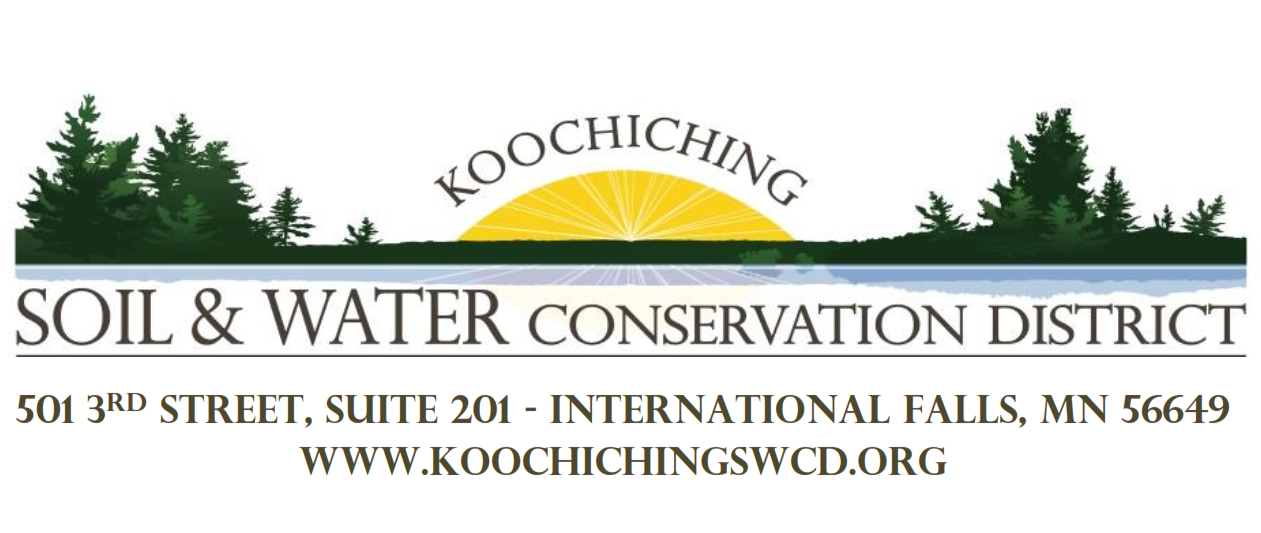 KOOCHICHING
SOIL & WATER CONSERVATION DISTRICT
501 3RD STREET, SUITE 201 - INTERNATIONAL FALLS, MN 56649
WWW.KOOCHICHINGSWCD.ORG